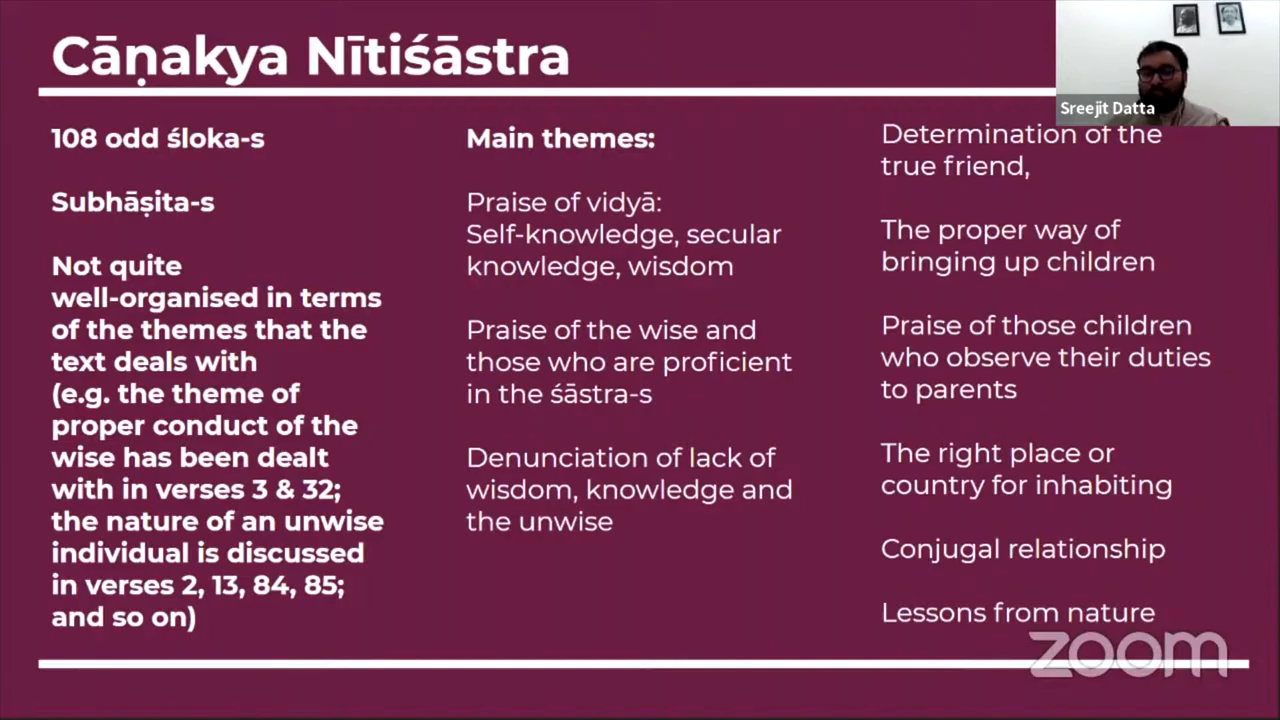 Cāṇakya Nītiśāstra
108 odd śloka-s
Subhāṣita-s
Not quite
well-organised in terms
of the themes that the
text deals with
(e.g. the theme of
proper conduct of the
wise has been dealt
with in verses 3 & 32;
the nature of an unwise
individual is discussed
in verses 2, 13, 84, 85;
and so on)
Main themes:
Praise of vidyā:
Self-knowledge, secular
knowledge, wisdom
Praise of the wise and
those who are proficient
in the śāstra-s
Denunciation of lack of
wisdom, knowledge and
the unwise
Determination of the
true friend,
The proper way of
bringing up children
Praise of those children
who observe their duties
to parents
The right place or
country for inhabiting
Conjugal relationship
Lessons from nature
Sreejit Datta
zoom